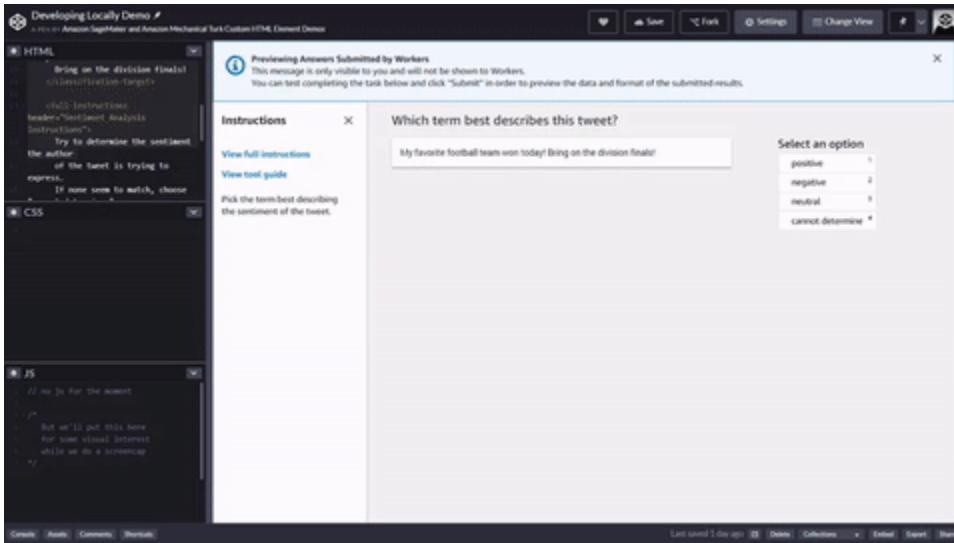 Developing Locally Demo
A PEN BY Amazon SageMaker and Amazon Mechanical Turk Custom HTML Element Demos
Save
Fork
Settings
Change View
HTML
Bring on the division finals!
</classification-target>
<full-instructions
header="Sentiment Analysis
Instructions">
Try to determine the sentiment
the author
of the tweet is trying to
express.
If none seem to match, choose
CSS
JS
// no js for the moment
/*
But we'll put this here
for some visual interest
while we do a screencap
*/
Previewing Answers Submitted by Workers
This message is only visible to you and will not be shown to Workers.
You can test completing the task below and click "Submit" in order to preview the data and format of the submitted results.
Instructions
View full instructions
View tool guide
Pick the term best describing
the sentiment of the tweet.
Which term best describes this tweet?
My favorite football team won today! Bring on the division finals!
Select an option
positive 1
negative 2
neutral 3
cannot determine 4
Console Assets Comments Shortcuts
Last saved 1 day ago Delete Collections Embed Export Share